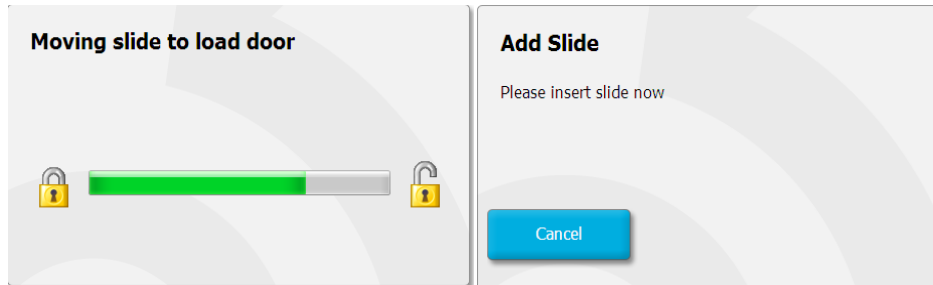 Moving slide to load door
Add Slide
Please insert slide now
Cancel